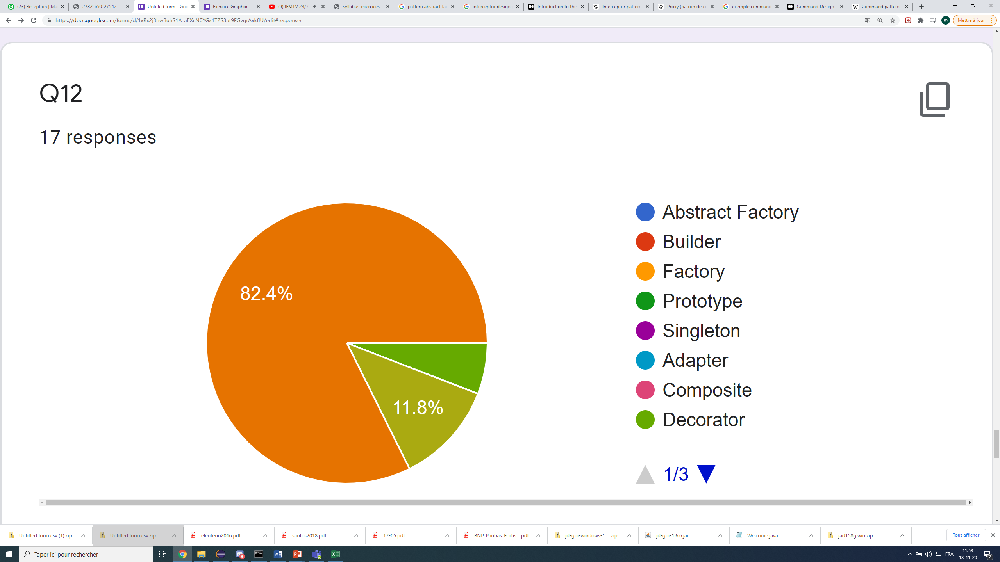 (23) Réception | Ma
2732-650-27542-1-
Untitled form - Goo
Exercice Graphor
(9) IFMTV 24/7
syllabus-exercices-
pattern abstract fac
interceptor design
Introduction to the
Interceptor pattern
Proxy (patron de co
exemple command
Command Design
Command pattern
https://docs.google.com/forms/d/1xRx2j3hw8uhS1A_aEXcN0YGx1TZS3at9FGvqrAxkfIU/edit#responses
m
Mettre à jour
Q12
17 responses
82.4%
11.8%
Abstract Factory
Builder
Factory
Prototype
Singleton
Adapter
Composite
Decorator
1/3
Untitled form.csv (1).zip
Untitled form.csv.zip
eleuterio2016.pdf
santos2018.pdf
17-05.pdf
BNP_Paribas_Fortis....pdf
jd-gui-windows-1.....zip
jd-gui-1.6.6.jar
Welcome.java
jad158g.win.zip
Tout afficher
Taper ici pour rechercher
FRA
11:58
18-11-20
2